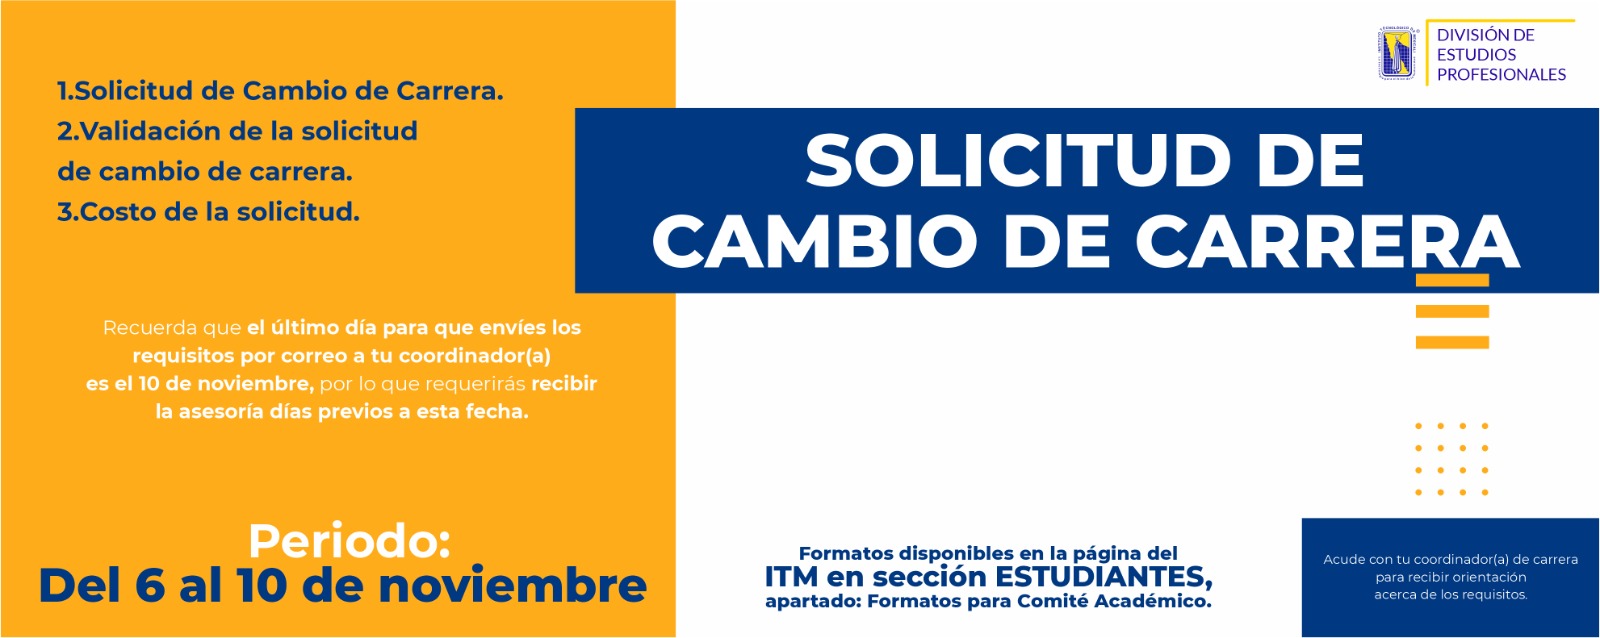 1.Solicitud de Cambio de Carrera.
2.Validación de la solicitud
de cambio de carrera.
3.Costo de la solicitud.
Recuerda que el último día para que envíes los
requisitos por correo a tu coordinador(a)
es el 10 de noviembre, por lo que requerirás recibir
la asesoría días previos a esta fecha.
Periodo:
Del 6 al 10 de noviembre
DIVISIÓN DE
ESTUDIOS
PROFESIONALES
SOLICITUD DE
CAMBIO DE CARRERA
Formatos disponibles en la página del
ITM en sección ESTUDIANTES,
apartado: Formatos para Comité Académico.
Acude con tu coordinador(a) de carrera
para recibir orientación
acerca de los requisitos.